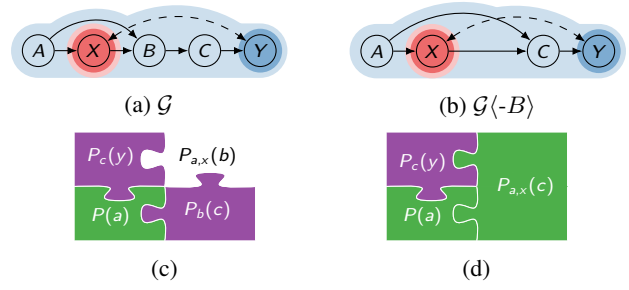 A X B C Y
A X C Y
(a) 𝒢
(b) 𝒢⟨-B⟩
P_c(y) P_{a,x}(b)
P(a) P_b(c)
P_c(y)
P(a) P_{a,x}(c)
(c)
(d)